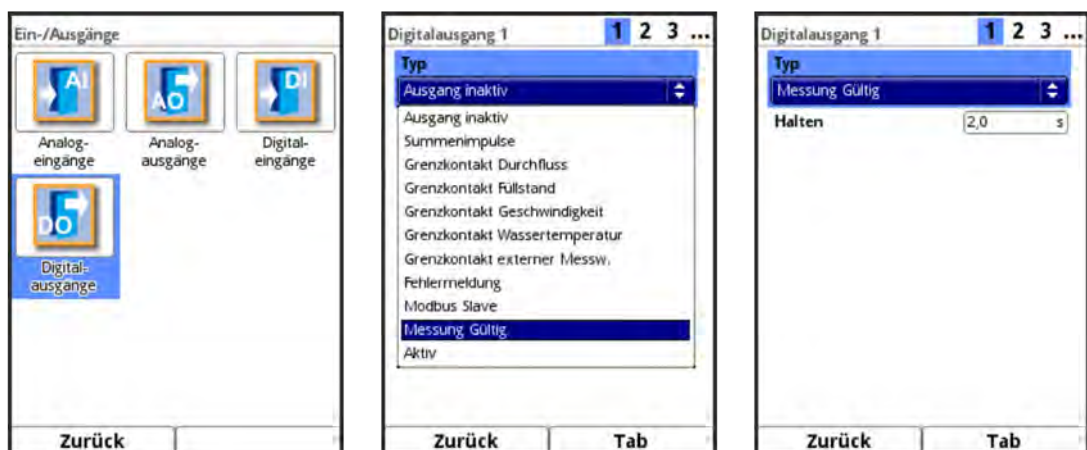 Ein-/Ausgänge
AI
AO
DI
Analog-
eingänge
Analog-
ausgänge
Digital-
eingänge
DO
Digital-
ausgänge
Zurück
Digitalausgang 1
1 2 3 ...
Typ
Ausgang inaktiv
Ausgang inaktiv
Summenimpulse
Grenzkontakt Durchfluss
Grenzkontakt Füllstand
Grenzkontakt Geschwindigkeit
Grenzkontakt Wassertemperatur
Grenzkontakt externer Messw.
Fehlermeldung
Modbus Slave
Messung Gültig
Aktiv
Zurück Tab
Digitalausgang 1
1 2 3 ...
Typ
Messung Gültig
Halten 2,0 s
Zurück Tab